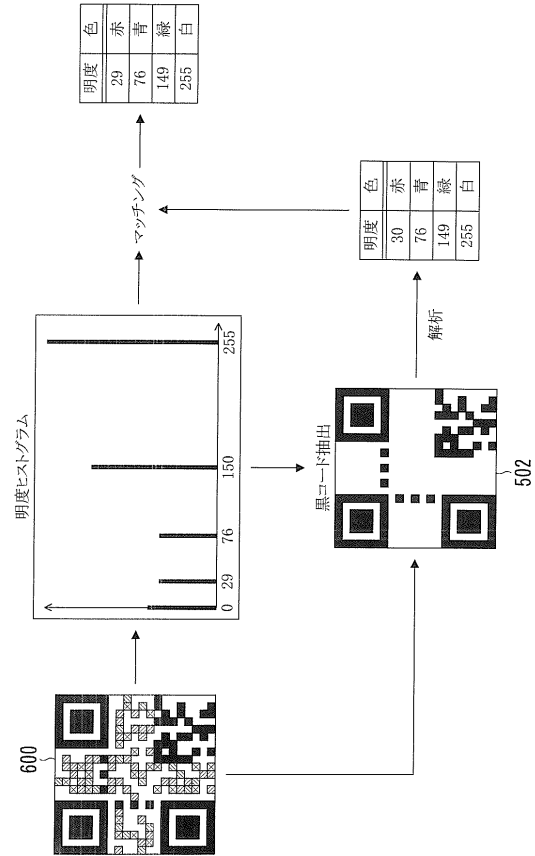 600
明度ヒストグラム
0 29 76 150 255
マッチング
明度 色
29 赤
76 青
149 緑
255 白
黒コード抽出
502
解析
明度 色
30 赤
76 青
149 緑
255 白